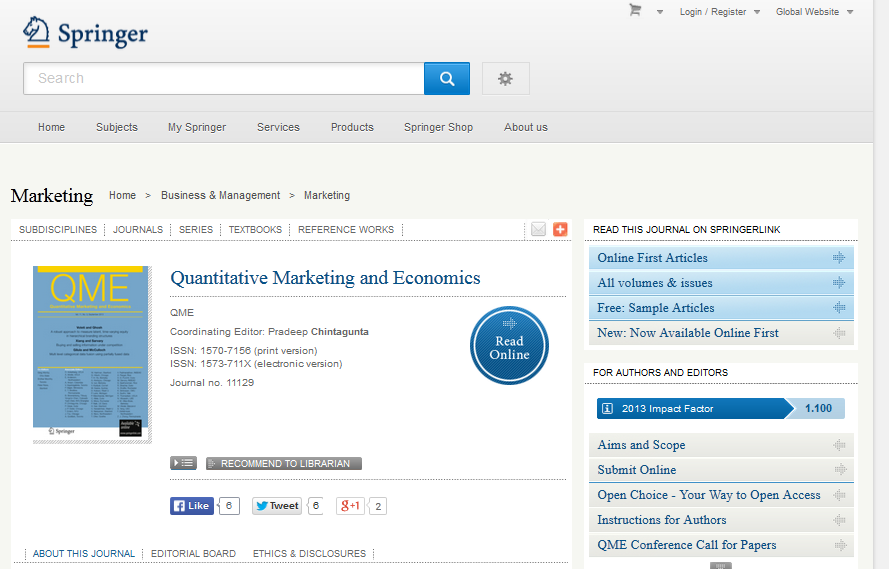 Login / Register
Global Website
Springer
Search
Home
Subjects
My Springer
Services
Products
Springer Shop
About us
Marketing
Home > Business & Management > Marketing
SUBDISCIPLINES
JOURNALS
SERIES
TEXTBOOKS
REFERENCE WORKS
QME
Quantitative Marketing and Economics
Springer
Quantitative Marketing and Economics
QME
Coordinating Editor: Pradeep Chintagunta
ISSN: 1570-7156 (print version)
ISSN: 1573-711X (electronic version)
Journal no. 11129
Read
Online
RECOMMEND TO LIBRARIAN
Like 6
Tweet 6
g+1 2
ABOUT THIS JOURNAL
EDITORIAL BOARD
ETHICS & DISCLOSURES
READ THIS JOURNAL ON SPRINGERLINK
Online First Articles
All volumes & issues
Free: Sample Articles
New: Now Available Online First
FOR AUTHORS AND EDITORS
2013 Impact Factor 1.100
Aims and Scope
Submit Online
Open Choice - Your Way to Open Access
Instructions for Authors
QME Conference Call for Papers